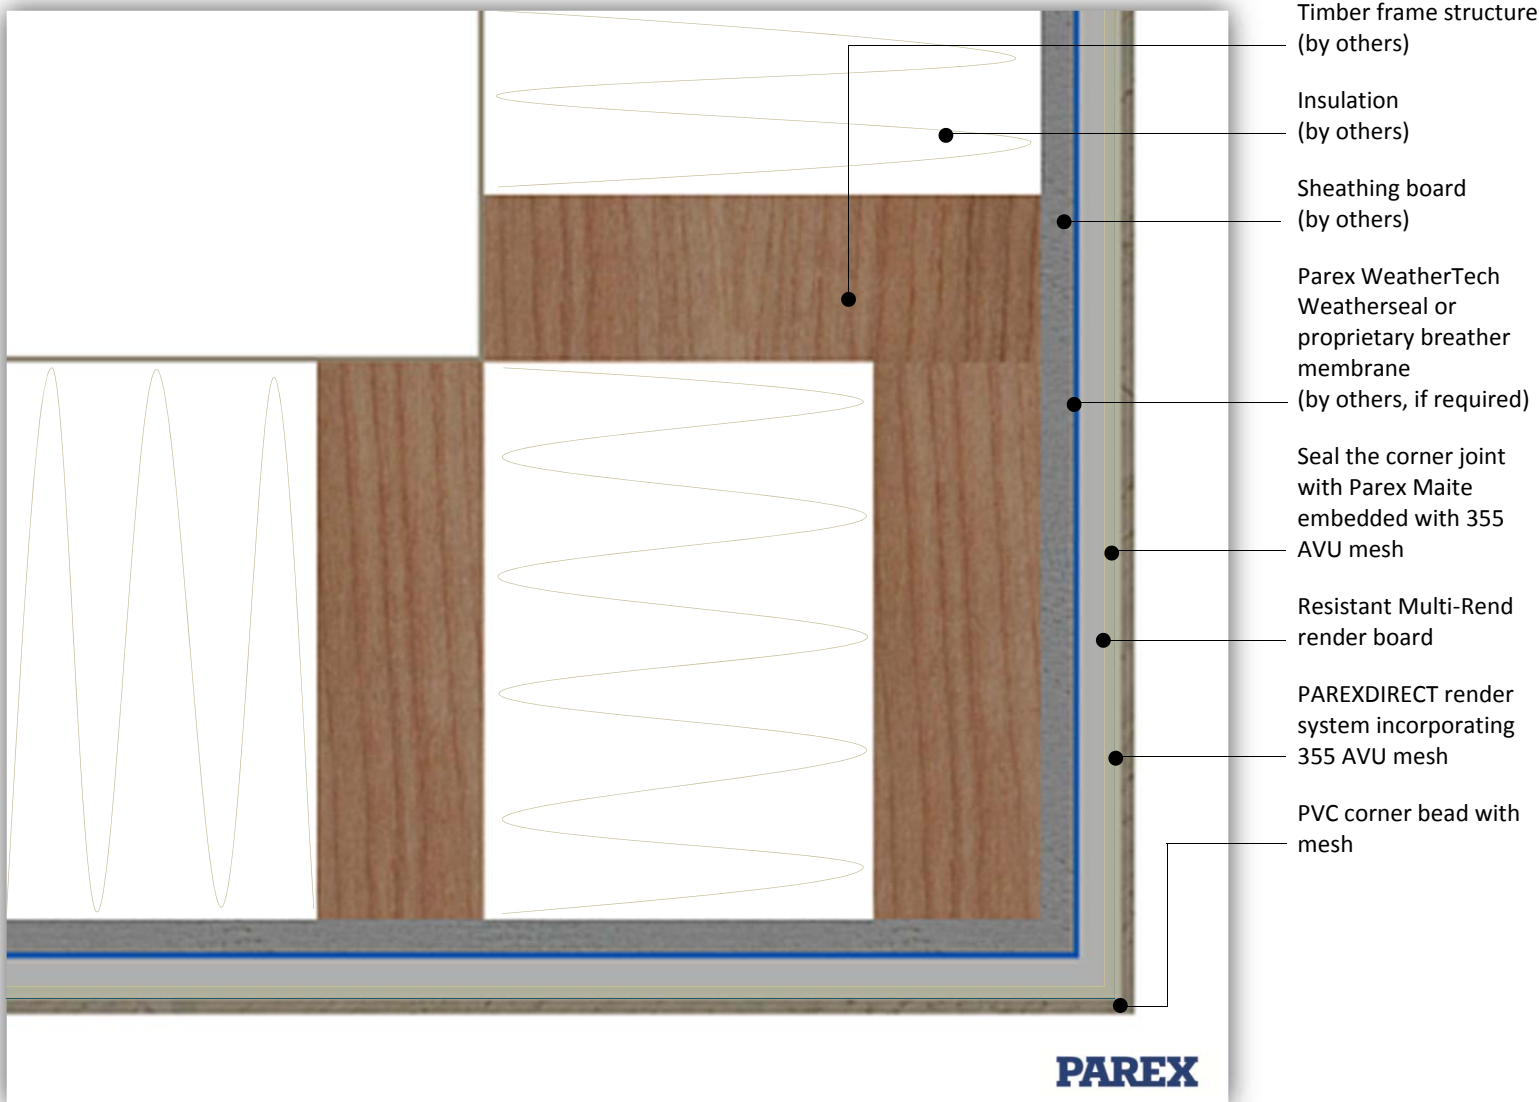 Timber frame structure
(by others)
Insulation
(by others)
Sheathing board
(by others)
Parex WeatherTech
Weatherseal or
proprietary breather
membrane
(by others, if required)
Seal the corner joint
with Parex Maite
embedded with 355
AVU mesh
Resistant Multi-Rend
render board
PAREXDIRECT render
system incorporating
355 AVU mesh
PVC corner bead with
mesh
PAREX